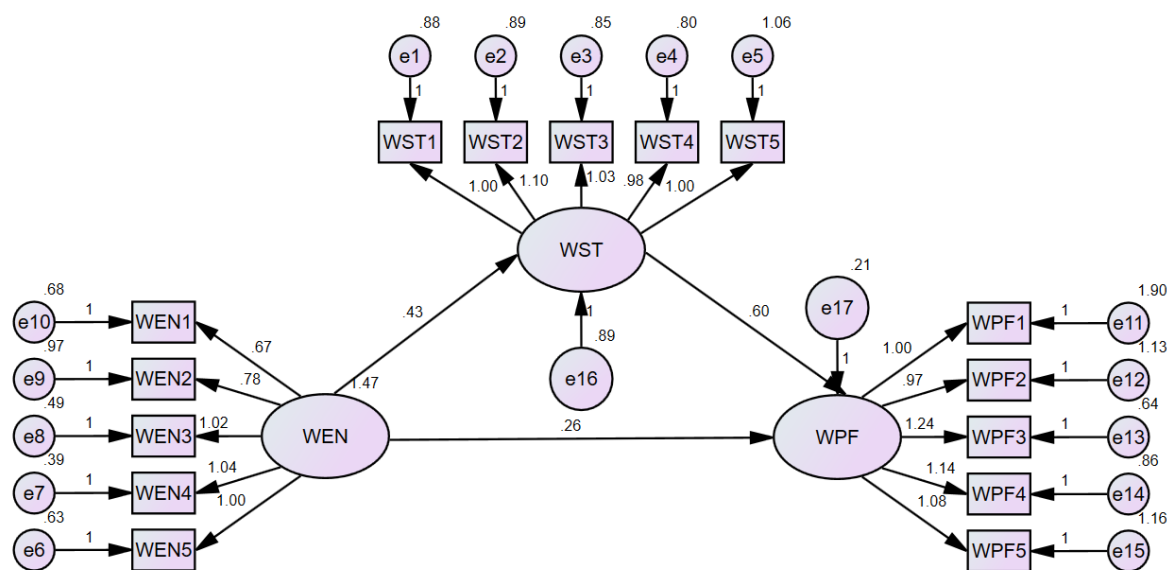 .88 .89 .85 .80 1.06
e1 e2 e3 e4 e5
1 1 1 1 1
WST1 WST2 WST3 WST4 WST5
1.00 1.10 1.03 .98 1.00
WST
.21
e17
1
.43
1
.60
.89
e16
.68
e10 1 WEN1
.97
e9 1 WEN2
.49
e8 1 WEN3
.39
e7 1 WEN4
.63
e6 1 WEN5
.67
.78
1.02
1.04
1.00
1.47
WEN
.26
WPF
1.00
.97
1.24
1.14
1.08
1.90
WPF1 1 e11
1.13
WPF2 1 e12
.64
WPF3 1 e13
.86
WPF4 1 e14
1.16
WPF5 1 e15